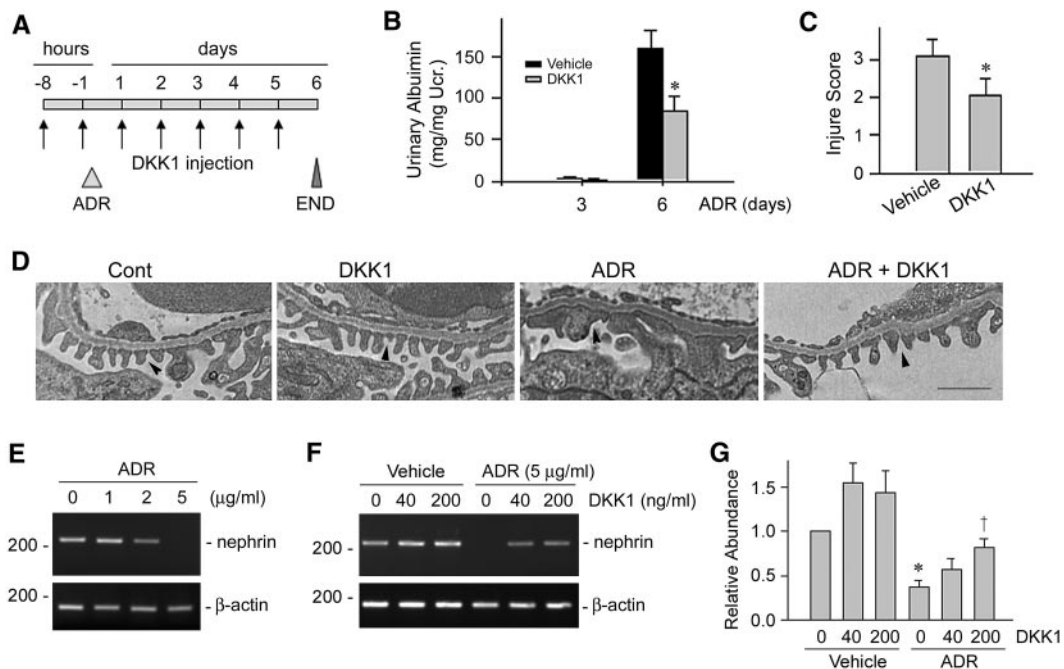 A
hours days
-8 -1 1 2 3 4 5 6
DKK1 injection
ADR END
B
Urinary Albuimin
(mg/mg Ucr.)
150
100
50
0
Vehicle
DKK1
*
3 6 ADR (days)
C
Injure Score
3
2
1
0
*
Vehicle DKK1
D
Cont DKK1 ADR ADR + DKK1
E
ADR
0 1 2 5 (μg/ml)
200 - - nephrin
200 - - β-actin
F
Vehicle ADR (5 μg/ml)
0 40 200 0 40 200 DKK1 (ng/ml)
200 - - nephrin
200 - - β-actin
G
Relative Abundance
1.5
1.0
0.5
0.0
* †
0 40 200 0 40 200 DKK1
Vehicle ADR